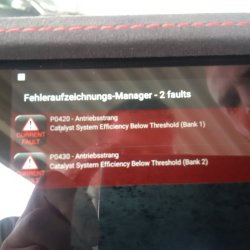 Fehleraufzeichnungs-Manager - 2 faults
P0420 - Antriebsstrang
Catalyst System Efficiency Below Threshold (Bank 1)
CURRENT
FAULT
P0430 - Antriebsstrang
Catalyst System Efficiency Below Threshold (Bank 2)
CURRENT